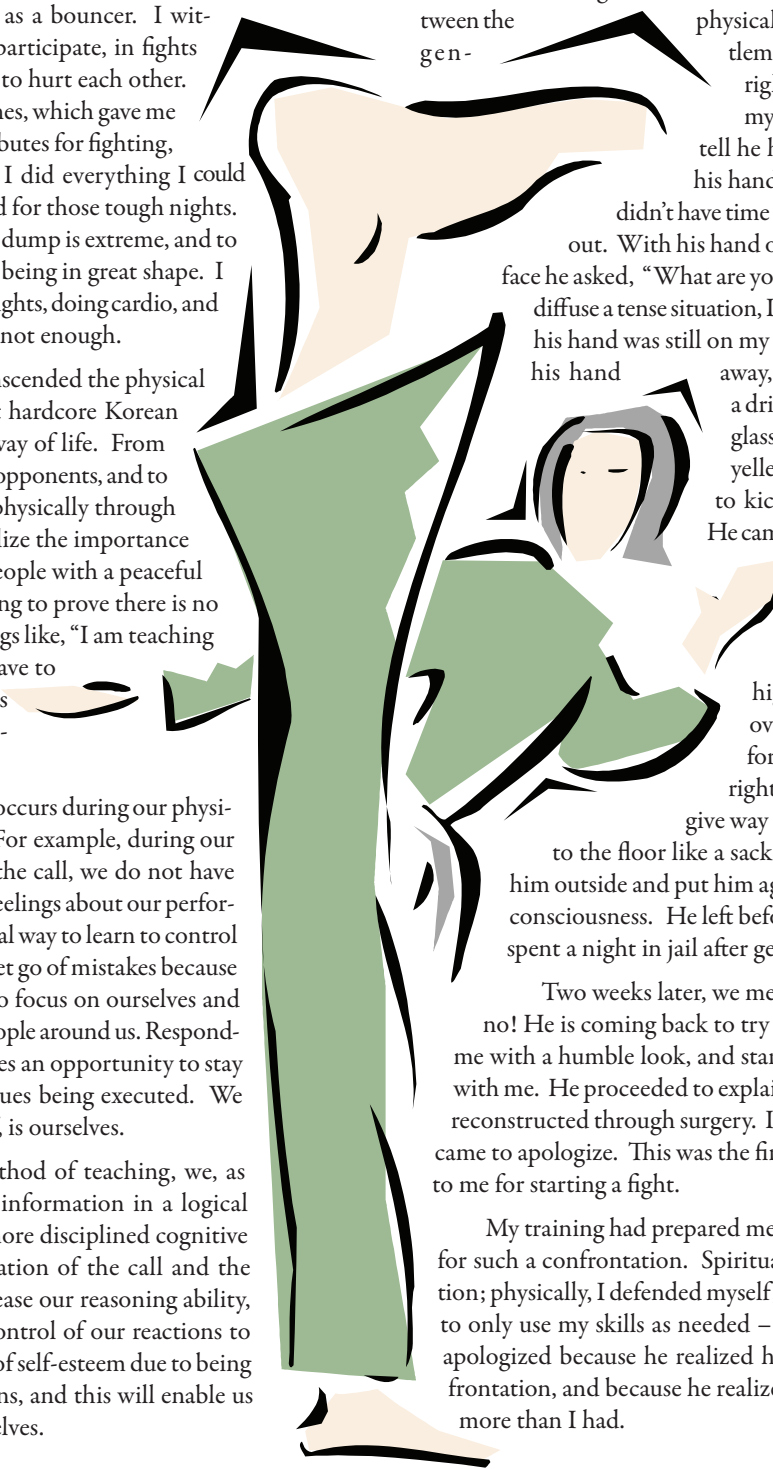 as a bouncer. I wit-
participate, in fights
to hurt each other.
nes, which gave me
butes for fighting,
I did everything I could
d for those tough nights.
dump is extreme, and to
being in great shape. I
ights, doing cardio, and
not enough.
nscended the physical
t hardcore Korean
way of life. From
opponents, and to
physically through
lize the importance
eople with a peaceful
ng to prove there is no
gs like, “I am teaching
ave to
s
-
occurs during our physi-
For example, during our
the call, we do not have
eelings about our perfor-
al way to learn to control
et go of mistakes because
o focus on ourselves and
ople around us. Respond-
es an opportunity to stay
ques being executed. We
, is ourselves.
thod of teaching, we, as
information in a logical
nore disciplined cognitive
ation of the call and the
ease our reasoning ability,
ontrol of our reactions to
of self-esteem due to being
ns, and this will enable us
elves.
tween the physical
gen- tlem
rig
my
tell he h
his hand
didn’t have time
out. With his hand o
face he asked, “What are yo
diffuse a tense situation, I
his hand was still on my
his hand away,
a dri
glass
yelle
to kic
He cam
hi
ov
for
right
give way
to the floor like a sack
him outside and put him ag
consciousness. He left befo
spent a night in jail after ge
Two weeks later, we me
no! He is coming back to try
me with a humble look, and star
with me. He proceeded to explai
reconstructed through surgery. I
came to apologize. This was the fir
to me for starting a fight.
My training had prepared me
for such a confrontation. Spiritua
tion; physically, I defended myself
to only use my skills as needed –
apologized because he realized h
frontation, and because he realize
more than I had.